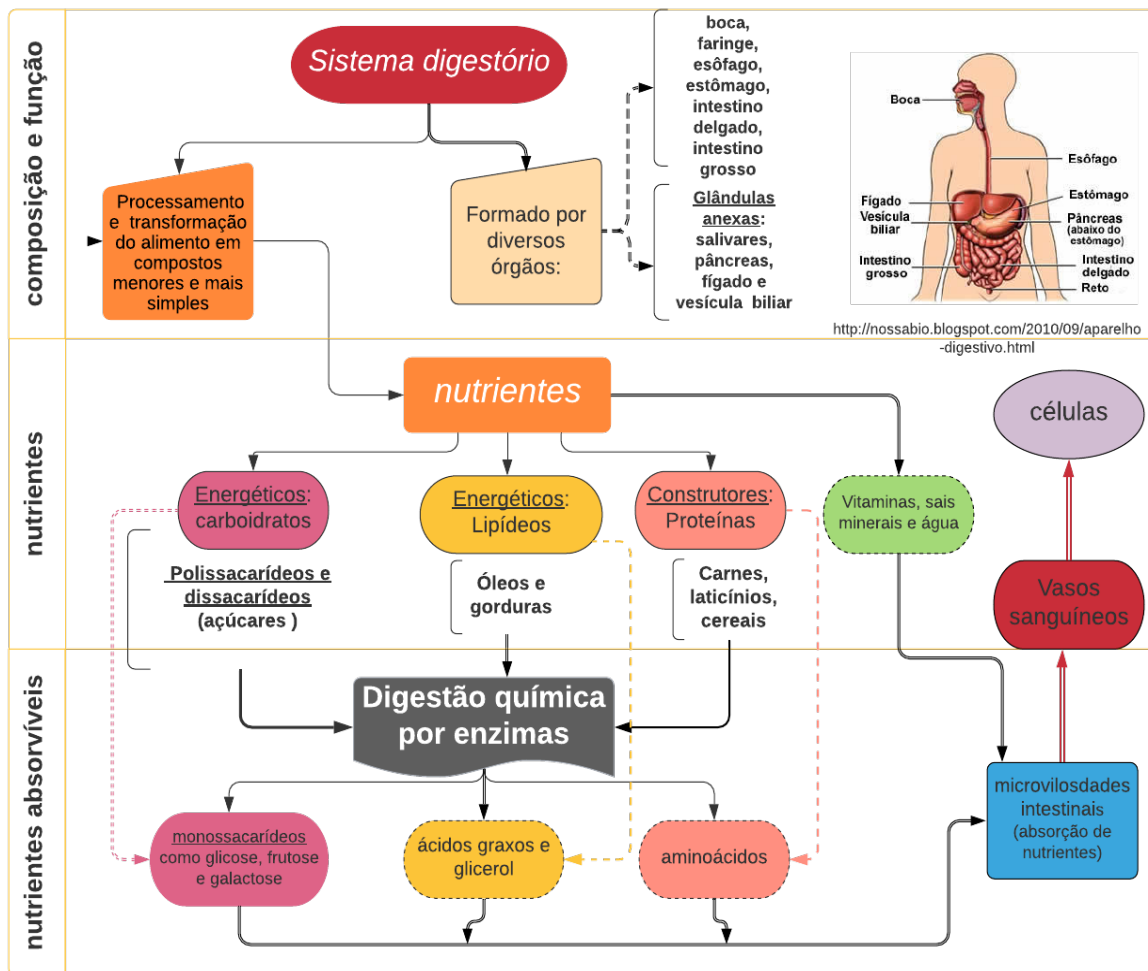 composição e função
Sistema digestório
Processamento
e transformação
do alimento em
compostos
menores e mais
simples
Formado por
diversos
órgãos:
boca,
faringe,
esôfago,
estômago,
intestino
delgado,
intestino
grosso
Glândulas
anexas:
salivares,
pâncreas,
fígado e
vesícula biliar
Boca
Esôfago
Fígado
Vesícula
biliar
Estômago
Pâncreas
(abaixo do
estômago)
Intestino
grosso
Intestino
delgado
Reto
http://nossabio.blogspot.com/2010/09/aparelho
-digestivo.html
nutrientes
nutrientes
células
Energéticos:
carboidratos
Energéticos:
Lipídeos
Construtores:
Proteínas
Vitaminas, sais
minerais e água
Polissacarídeos e
dissacarídeos
(açúcares )
Óleos e
gorduras
Carnes,
laticínios,
cereais
Vasos
sanguíneos
nutrientes absorvíveis
Digestão química
por enzimas
monossacarídeos
como glicose, frutose
e galactose
ácidos graxos e
glicerol
aminoácidos
microvilosdades
intestinais
(absorção de
nutrientes)